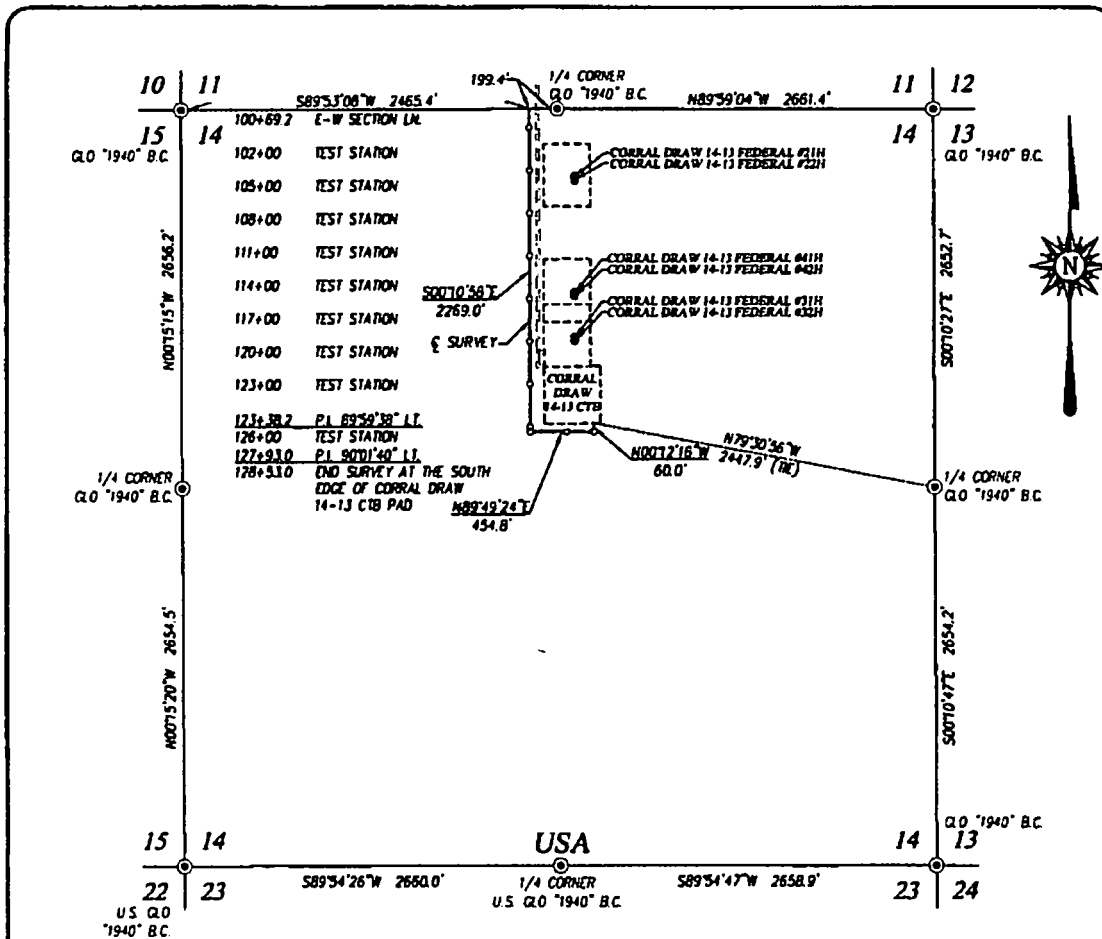 10 11
S89°53'08"W 2465.4'
199.4'
1/4 CORNER
GLO "1940" B.C.
N89°59'04"W 2661.4'
11 12
15 14
GLO "1940" B.C.
14 13
GLO "1940" B.C.
100+69.2 E-W SECTION LN.
102+00 TEST STATION
105+00 TEST STATION
108+00 TEST STATION
111+00 TEST STATION
114+00 TEST STATION
117+00 TEST STATION
120+00 TEST STATION
123+00 TEST STATION
123+38.2 P.I. 89°59'38" LT.
126+00 TEST STATION
127+93.0 P.I. 90°01'40" LT.
128+53.0 END SURVEY AT THE SOUTH
EDGE OF CORRAL DRAW
14-13 CTB PAD
CORRAL DRAW 14-13 FEDERAL #21H
CORRAL DRAW 14-13 FEDERAL #22H
CORRAL DRAW 14-13 FEDERAL #41H
CORRAL DRAW 14-13 FEDERAL #42H
CORRAL DRAW 14-13 FEDERAL #31H
CORRAL DRAW 14-13 FEDERAL #32H
N00°15'15"W 2656.2'
S00°10'58"E
2269.0'
℄ SURVEY
CORRAL
DRAW
14-13 CTB
S00°10'27"E 2652.7'
N
N79°30'56"W
2447.9' (TIE)
N00°12'16"W
60.0'
N89°49'24"E
454.8'
1/4 CORNER
GLO "1940" B.C.
1/4 CORNER
GLO "1940" B.C.
N00°15'20"W 2654.5'
S00°10'47"E 2654.2'
GLO "1940" B.C.
15 14
USA
14 13
22 23
U.S. GLO
"1940" B.C.
S89°54'26"W 2660.0'
1/4 CORNER
U.S. GLO "1940" B.C.
S89°54'47"W 2658.9'
23 24